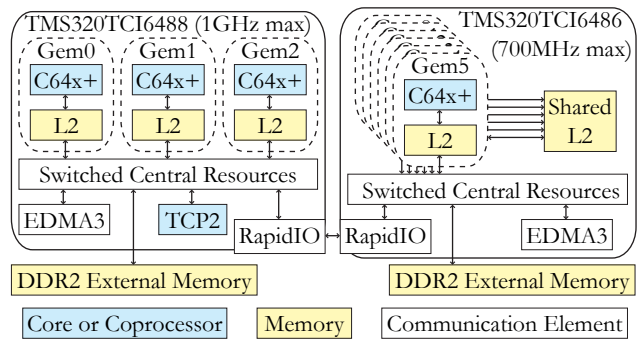 TMS320TCI6488 (1GHz max)
Gem0
Gem1
Gem2
C64x+
C64x+
C64x+
L2
L2
L2
Switched Central Resources
EDMA3
TCP2
RapidIO
DDR2 External Memory
TMS320TCI6486
(700MHz max)
Gem5
C64x+
L2
Shared
L2
Switched Central Resources
RapidIO
EDMA3
DDR2 External Memory
Core or Coprocessor
Memory
Communication Element